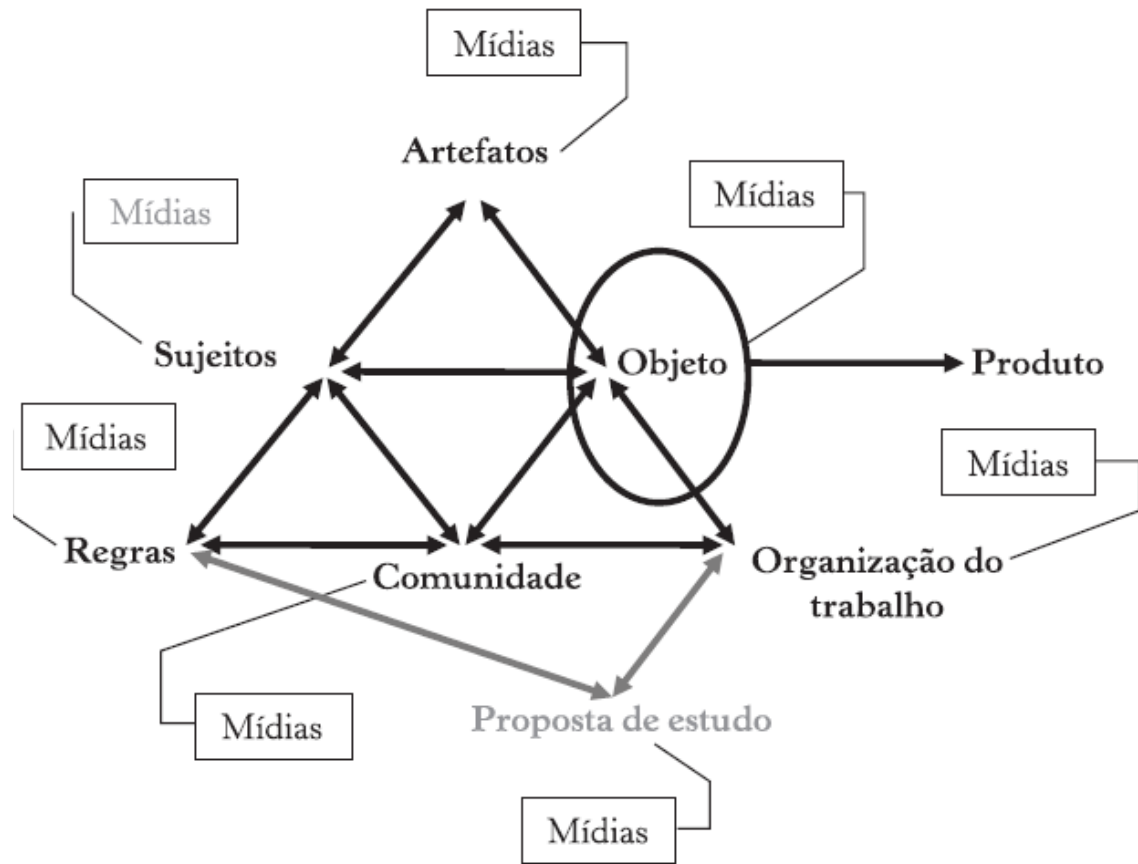 Mídias
Artefatos
Mídias
Mídias
Sujeitos
Objeto
Produto
Mídias
Mídias
Regras
Comunidade
Organização do
trabalho
Mídias
Proposta de estudo
Mídias